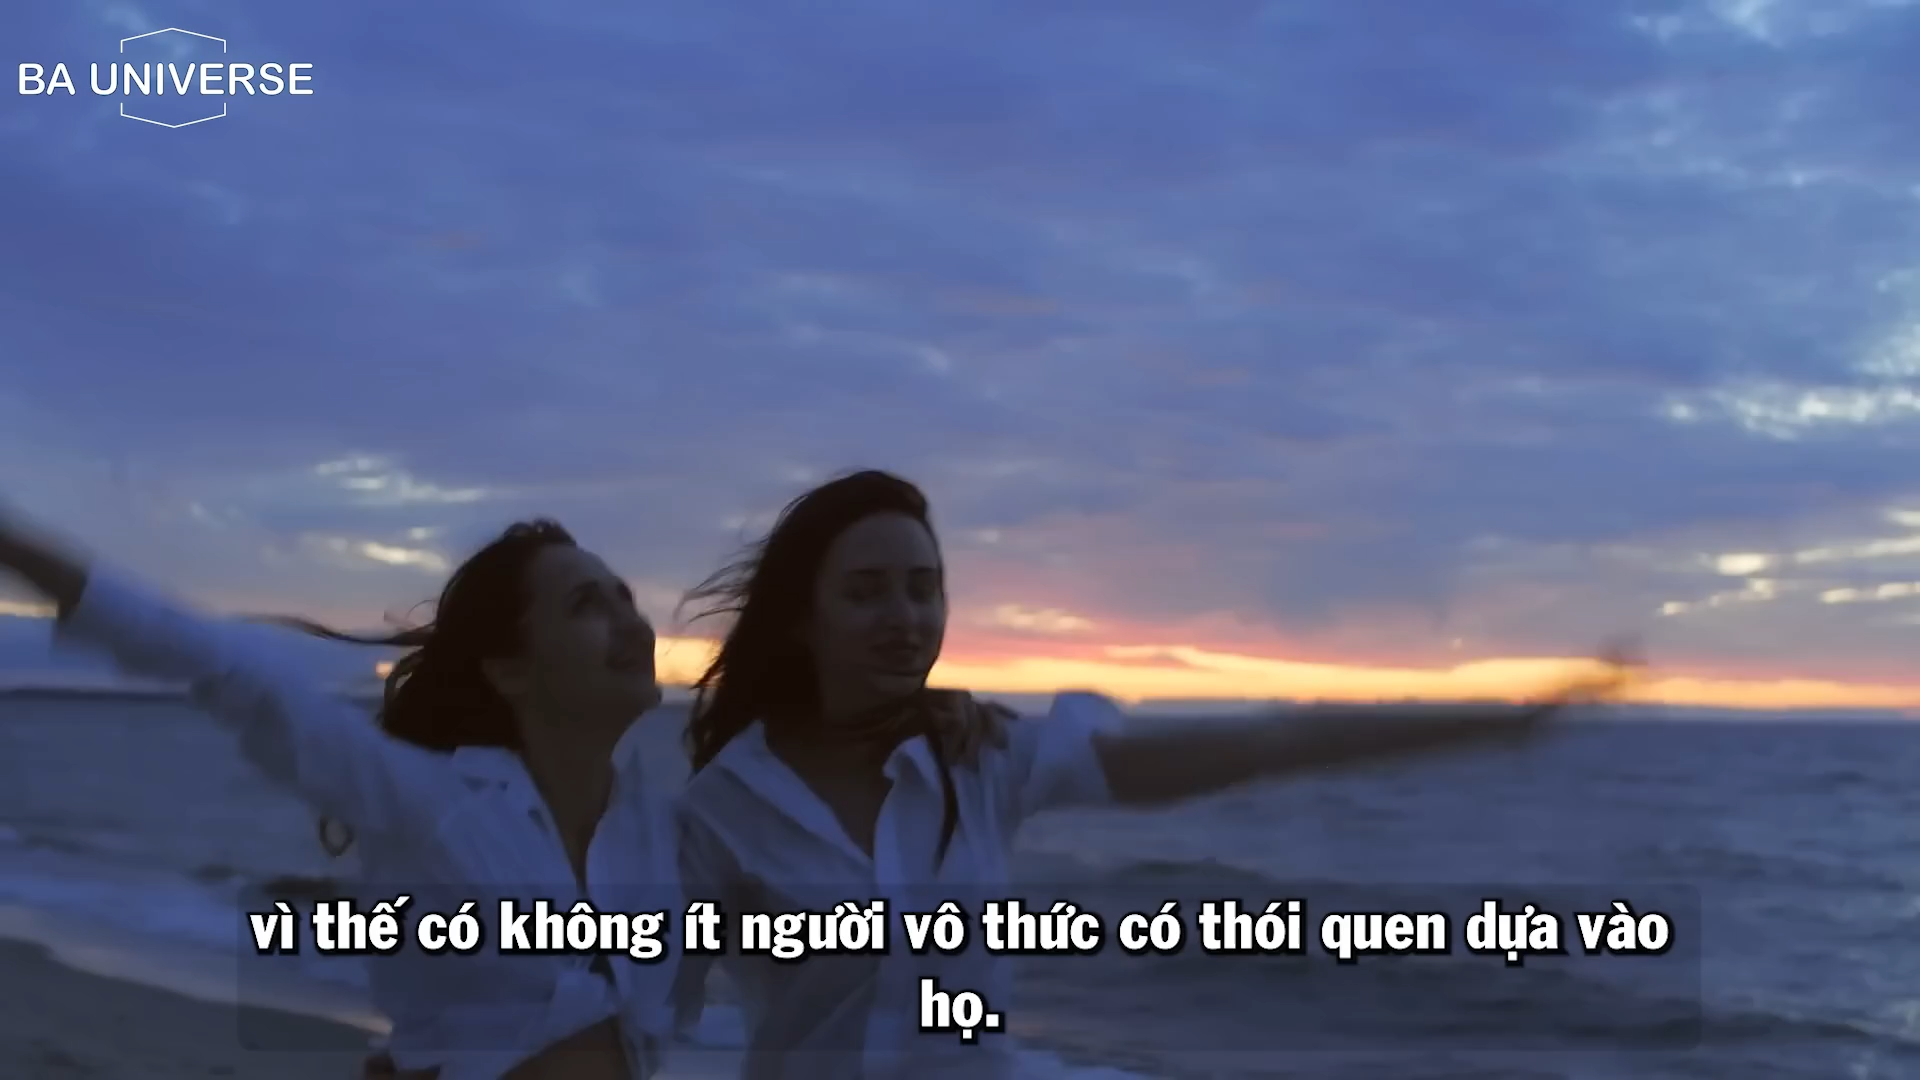 BA UNIVERSE
vì thế có không ít người vô thức có thói quen dựa vào
họ.